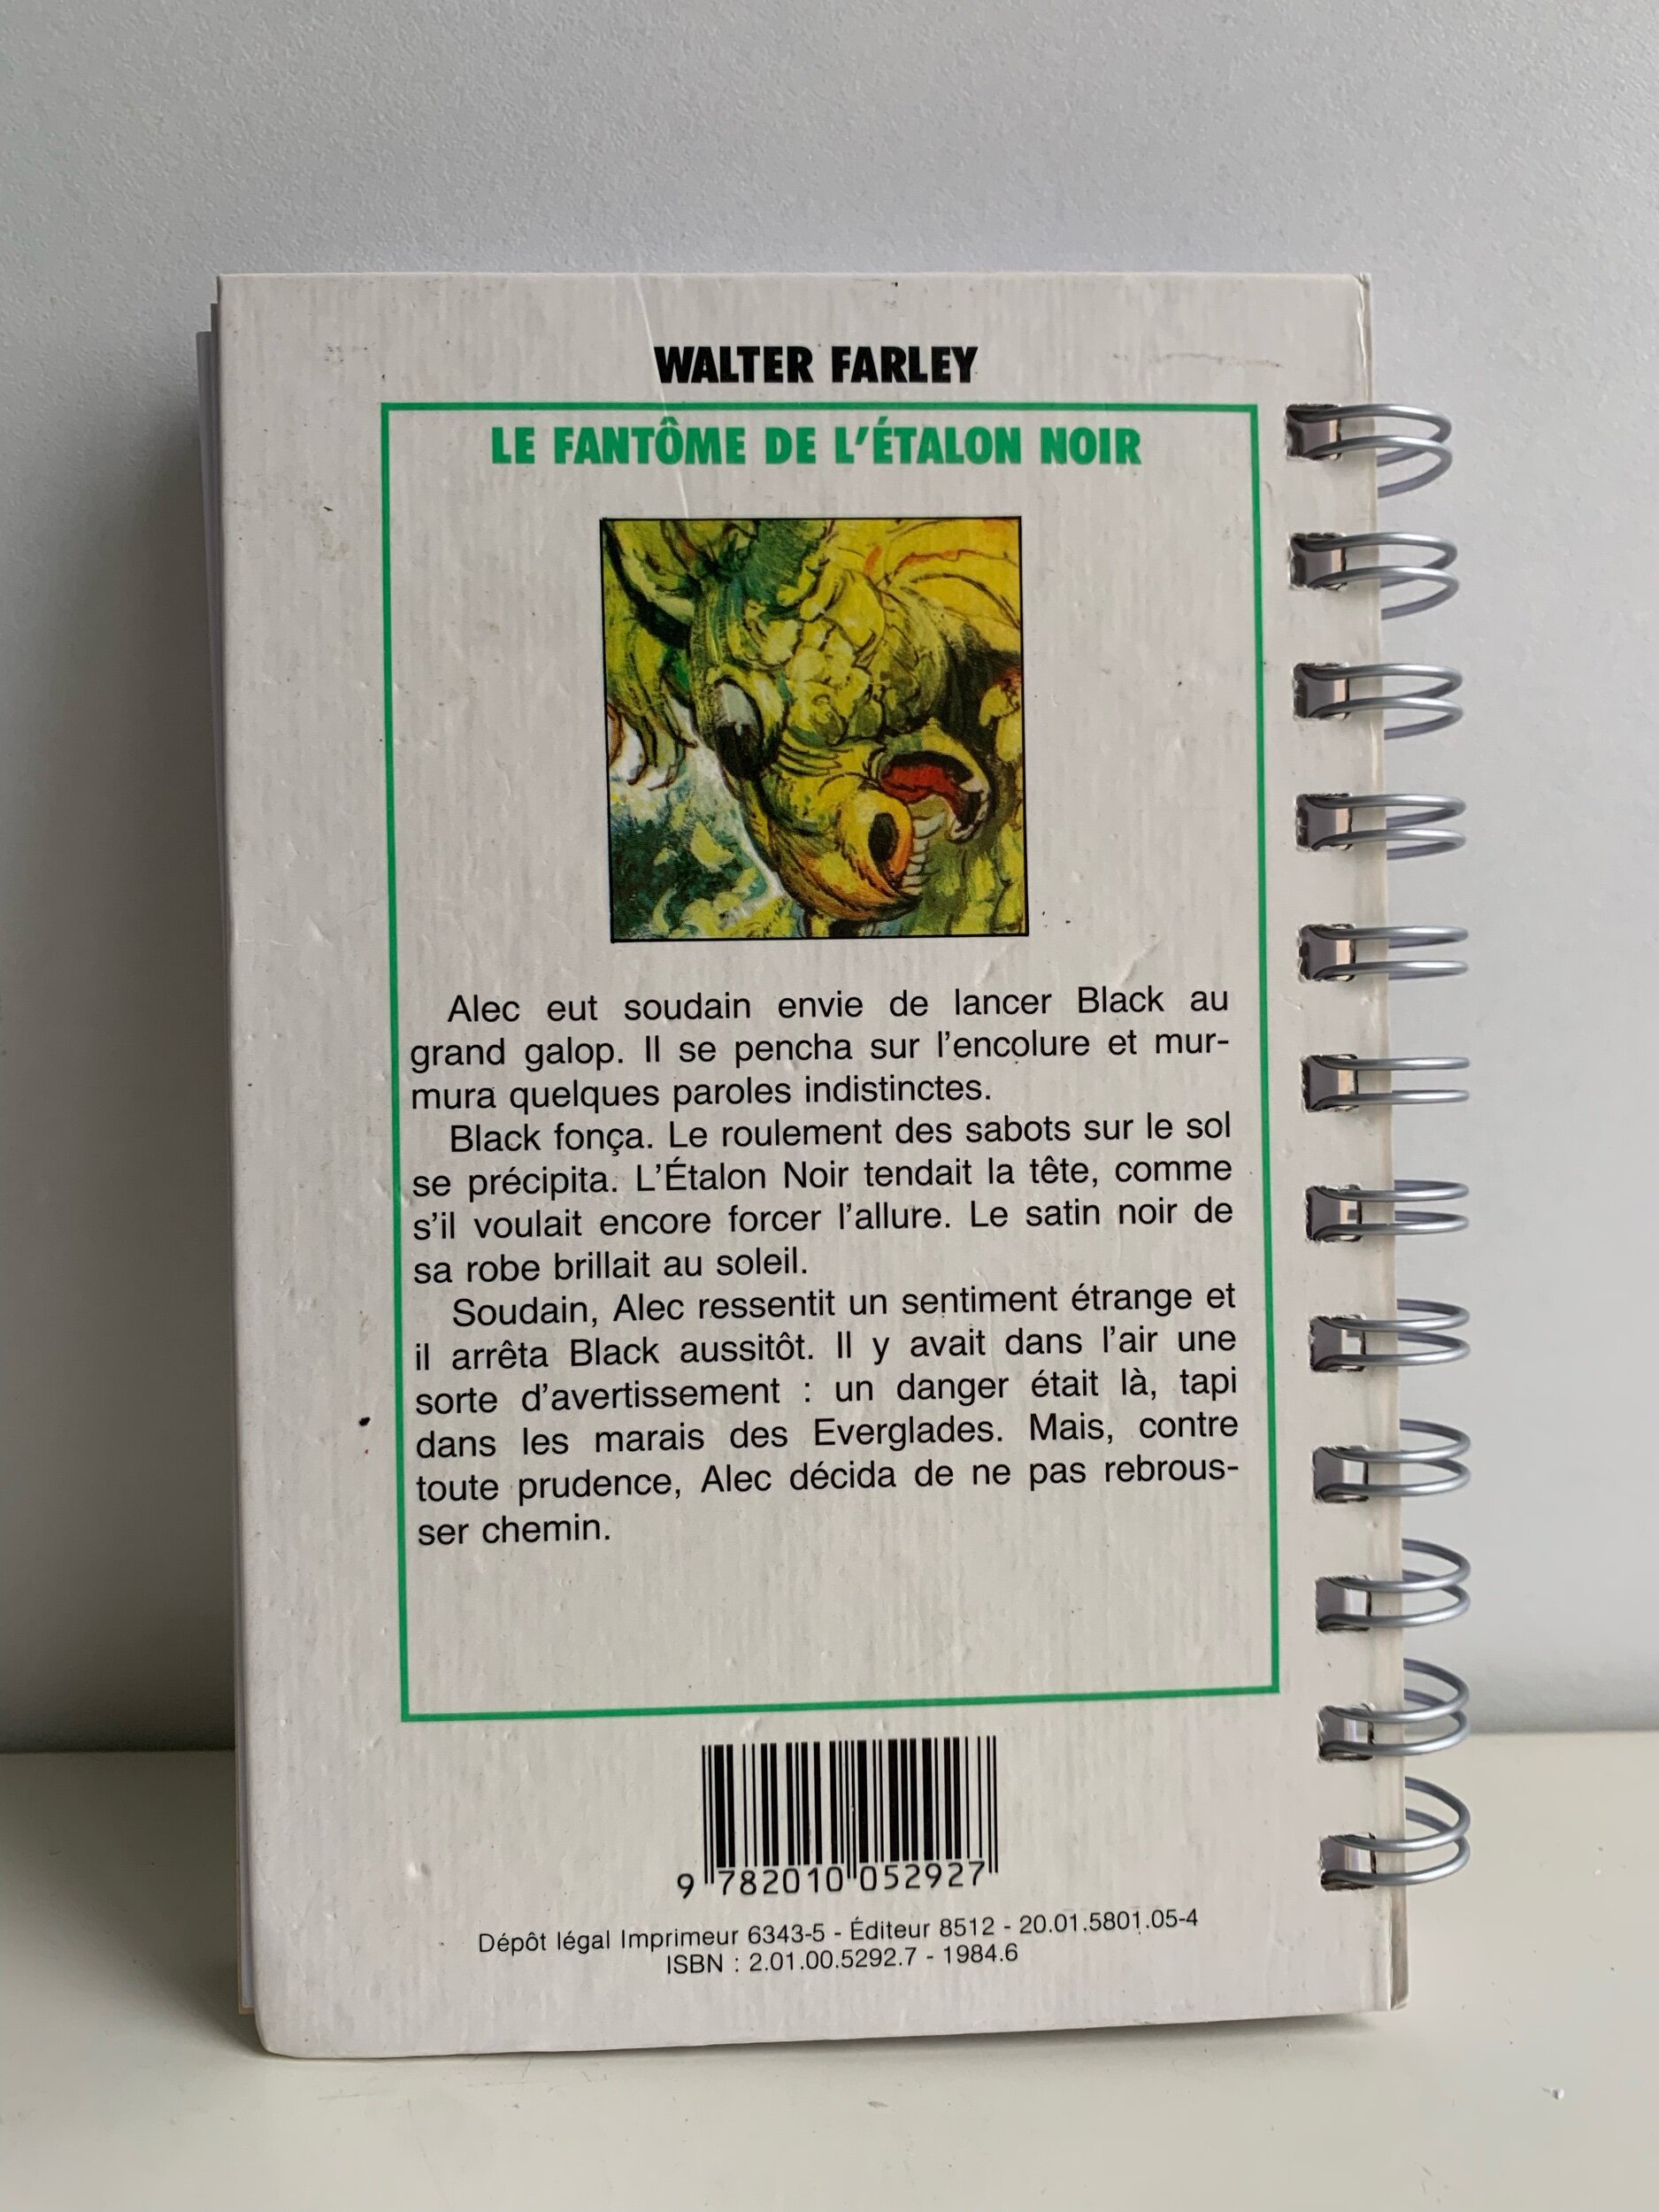 WALTER FARLEY
LE FANTÔME DE L'ÉTALON NOIR
Alec eut soudain envie de lancer Black au
grand galop. Il se pencha sur l'encolure et mur-
mura quelques paroles indistinctes.
Black fonça. Le roulement des sabots sur le sol
se précipita. L'Étalon Noir tendait la tête, comme
s'il voulait encore forcer l'allure. Le satin noir de
sa robe brillait au soleil.
Soudain, Alec ressentit un sentiment étrange et
il arrêta Black aussitôt. Il y avait dans l'air une
sorte d'avertissement : un danger était là, tapi
dans les marais des Everglades. Mais, contre
toute prudence, Alec décida de ne pas rebrous-
ser chemin.
9 782010 052927
Dépôt légal Imprimeur 6343-5 - Éditeur 8512 - 20.01.5801.05-4
ISBN : 2.01.00.5292.7 - 1984.6